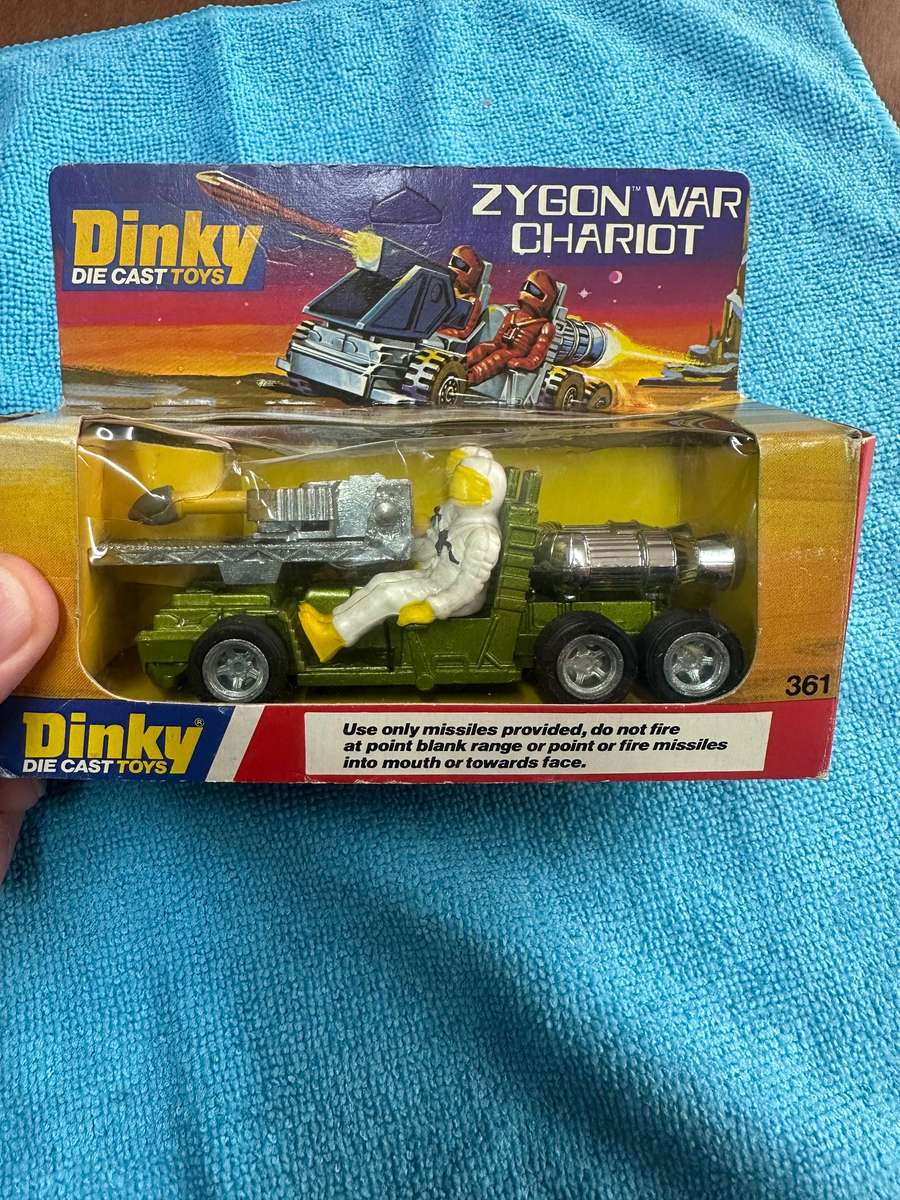 Dinky
DIE CAST TOYS
ZYGON™ WAR
CHARIOT
361
Dinky®
DIE CAST TOYS
Use only missiles provided, do not fire
at point blank range or point or fire missiles
into mouth or towards face.